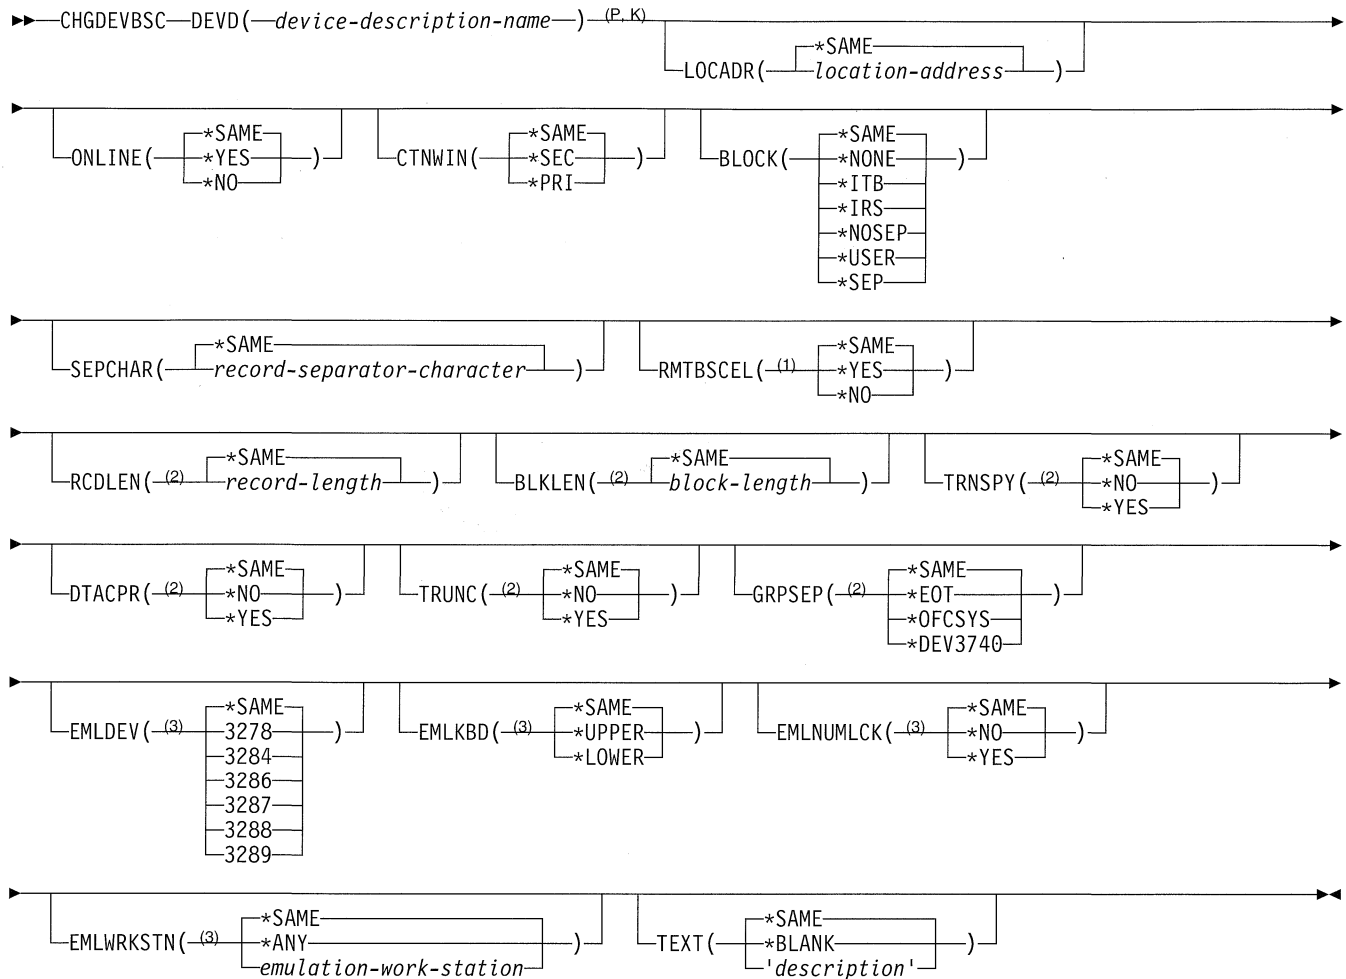 CHGDEVBSC DEVD( device-description-name ) (P, K)
LOCADR( *SAME location-address )
ONLINE( *SAME *YES *NO )
CTNWIN( *SAME *SEC *PRI )
BLOCK( *SAME *NONE *ITB *IRS *NOSEP *USER *SEP )
SEPCHAR( *SAME record-separator-character )
RMTBSCEL( (1) *SAME *YES *NO )
RCDLEN( (2) *SAME record-length )
BLKLEN( (2) *SAME block-length )
TRNSPY( (2) *SAME *NO *YES )
DTACPR( (2) *SAME *NO *YES )
TRUNC( (2) *SAME *NO *YES )
GRPSEP( (2) *SAME *EOT *OFCSYS *DEV3740 )
EMLDEV( (3) *SAME 3278 3284 3286 3287 3288 3289 )
EMLKBD( (3) *SAME *UPPER *LOWER )
EMLNUMLCK( (3) *SAME *NO *YES )
EMLWRKSTN( (3) *SAME *ANY emulation-work-station )
TEXT( *SAME *BLANK 'description' )